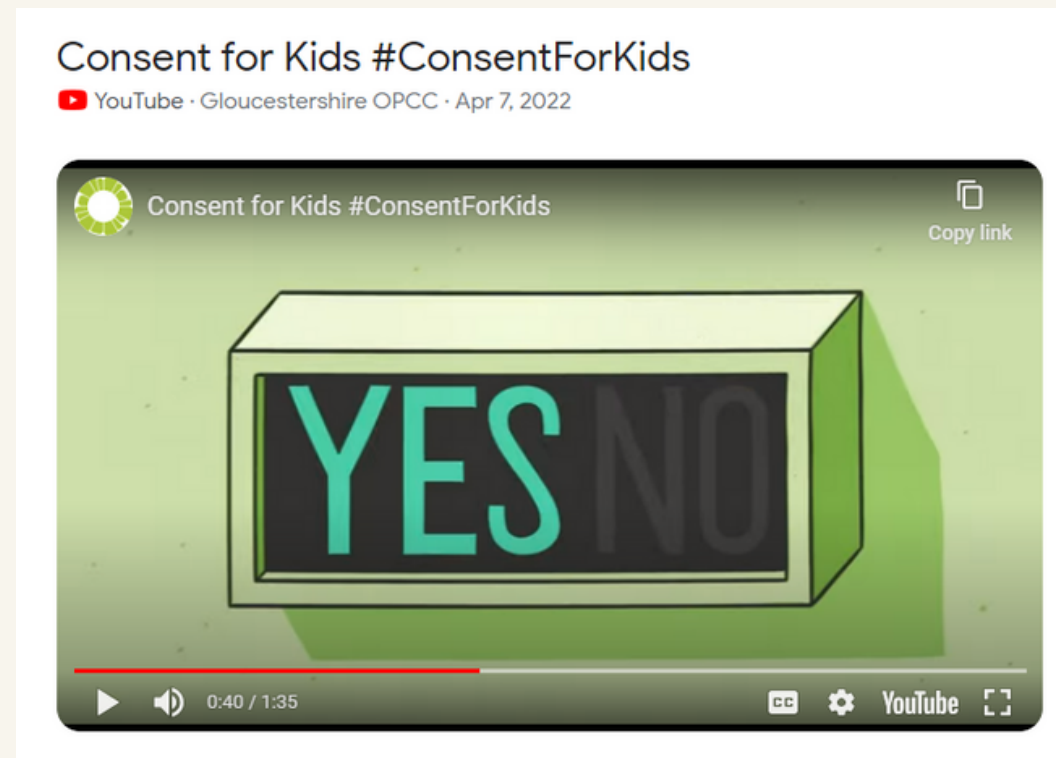 Consent for Kids #ConsentForKids
YouTube · Gloucestershire OPCC · Apr 7, 2022
Consent for Kids #ConsentForKids
Copy link
YES NO
0:40 / 1:35
CC
YouTube